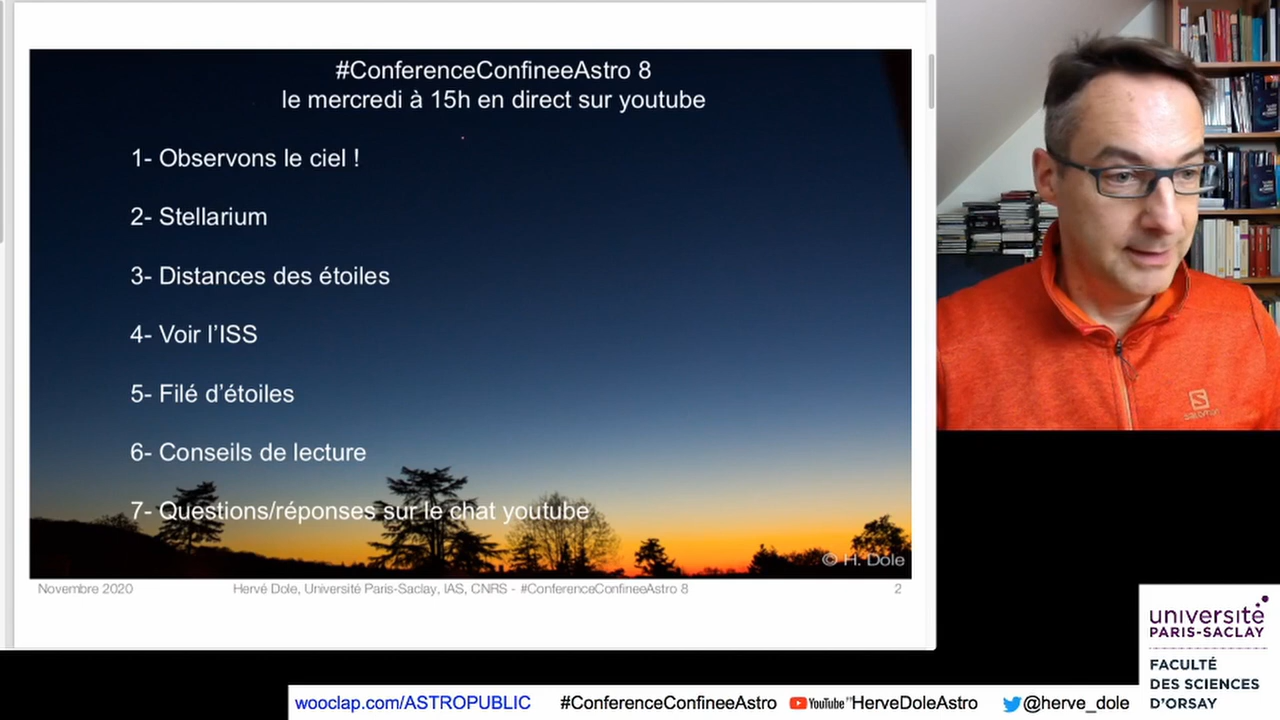 #ConferenceConfineeAstro 8
le mercredi à 15h en direct sur youtube
1- Observons le ciel !
2- Stellarium
3- Distances des étoiles
4- Voir l’ISS
5- Filé d’étoiles
6- Conseils de lecture
7- Questions/réponses sur le chat youtube
© H. Dole
Novembre 2020
Hervé Dole, Université Paris-Saclay, IAS, CNRS - #ConferenceConfineeAstro 8
2
S
salomon
université
PARIS-SACLAY
FACULTÉ
DES SCIENCES
D’ORSAY
wooclap.com/ASTROPUBLIC
#ConferenceConfineeAstro
YouTube HerveDoleAstro
@herve_dole